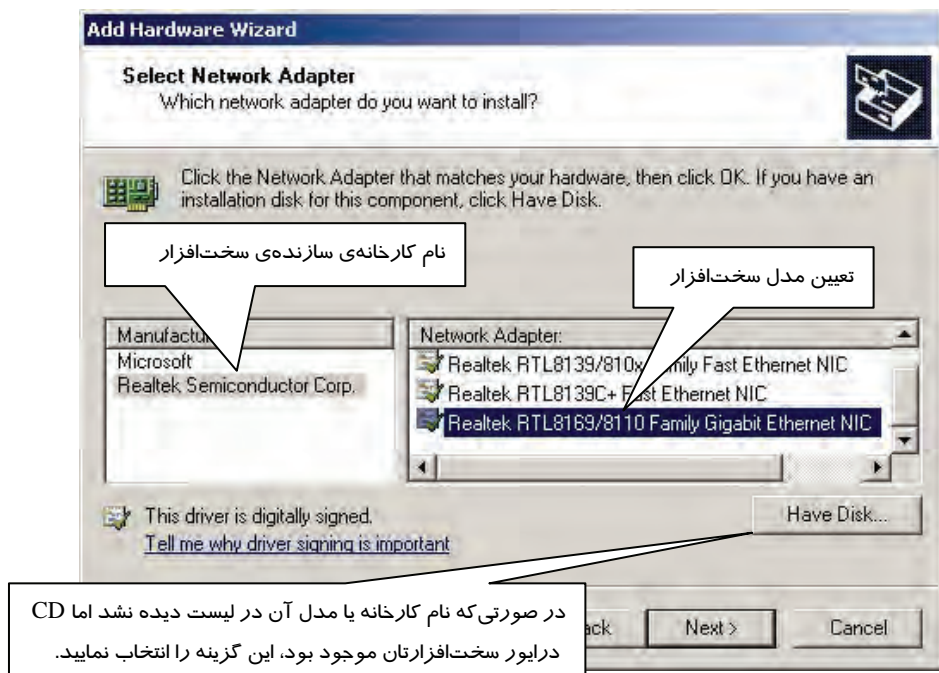 Add Hardware Wizard
Select Network Adapter
Which network adapter do you want to install?
Click the Network Adapter that matches your hardware, then click OK. If you have an
installation disk for this component, click Have Disk.
نام کارخانه‌ی سازنده‌ی سخت‌افزار
تعیین مدل سخت‌افزار
Network Adapter:
Microsoft
Realtek Semiconductor Corp.
Realtek RTL8139/810x Family Fast Ethernet NIC
Realtek RTL8139C+ Fast Ethernet NIC
Realtek RTL8169/8110 Family Gigabit Ethernet NIC
This driver is digitally signed.
Tell me why driver signing is important
Have Disk...
در صورتی‌که نام کارخانه یا مدل آن در لیست دیده نشد اما CD
درایور سخت‌افزارتان موجود بود، این گزینه را انتخاب نمایید.
Next >
Cancel